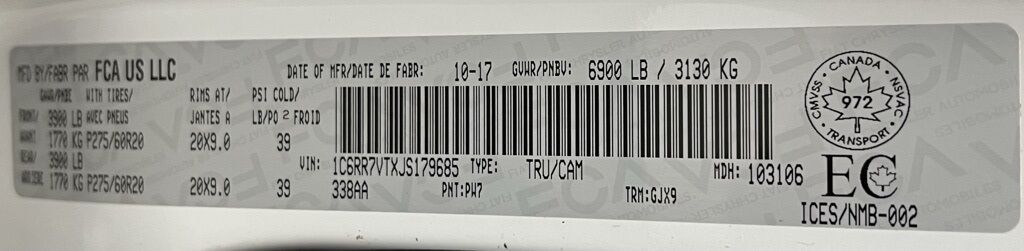 MFD BY/FABR PAR FCA US LLC
DATE OF MFR/DATE DE FABR: 10-17 GVWR/PNBV: 6900 LB / 3130 KG
GAWR/PNBE WITH TIRES/ RIMS AT/ PSI COLD/
FRONT/ 3900 LB AVEC PNEUS JANTES A LB/PO 2 FROID
AVANT 1770 KG P275/60R20 20X9.0 39
REAR/ 3900 LB
ARRIERE 1770 KG P275/60R20 20X9.0 39
VIN: 1C6RR7VTXJS179685 TYPE: TRU/CAM MDH: 103106
338AA PNT:PW7 TRM:GJX9
CANADA
CMVSS
NSVAC
972
TRANSPORT
EC
ICES/NMB-002